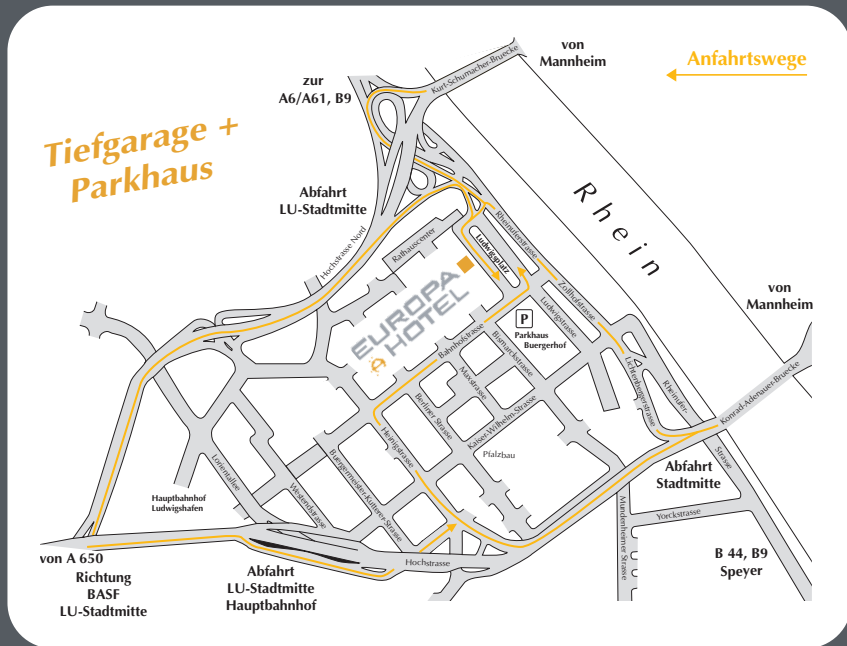 von
Mannheim
Anfahrtswege
Kurt-Schumacher-Bruecke
zur
A6/A61, B9
Tiefgarage +
Parkhaus
Rhein
Abfahrt
LU-Stadtmitte
Hochstrasse Nord
Rathauscenter
Rheinuferstrasse
Ludwigsplatz
Zollhofstrasse
Ludwigstrasse
von
Mannheim
EUROPA
HOTEL
P
Parkhaus
Buergerhof
Bahnhofstrasse
Bismarckstrasse
Maxstrasse
Lichtenbergerstrasse
Rheinufer-
Strasse
Konrad-Adenauer-Bruecke
Berliner Strasse
Kaiser-Wilhelm-Strasse
Heinigstrasse
Pfalzbau
Lorientallee
Westendstrasse
Buergermeister-Kutterer-Strasse
Abfahrt
Stadtmitte
Hauptbahnhof
Ludwigshafen
Mundenheimer Strasse
Yorckstrasse
von A 650
Richtung
BASF
LU-Stadtmitte
Abfahrt
LU-Stadtmitte
Hauptbahnhof
Hochstrasse
B 44, B9
Speyer